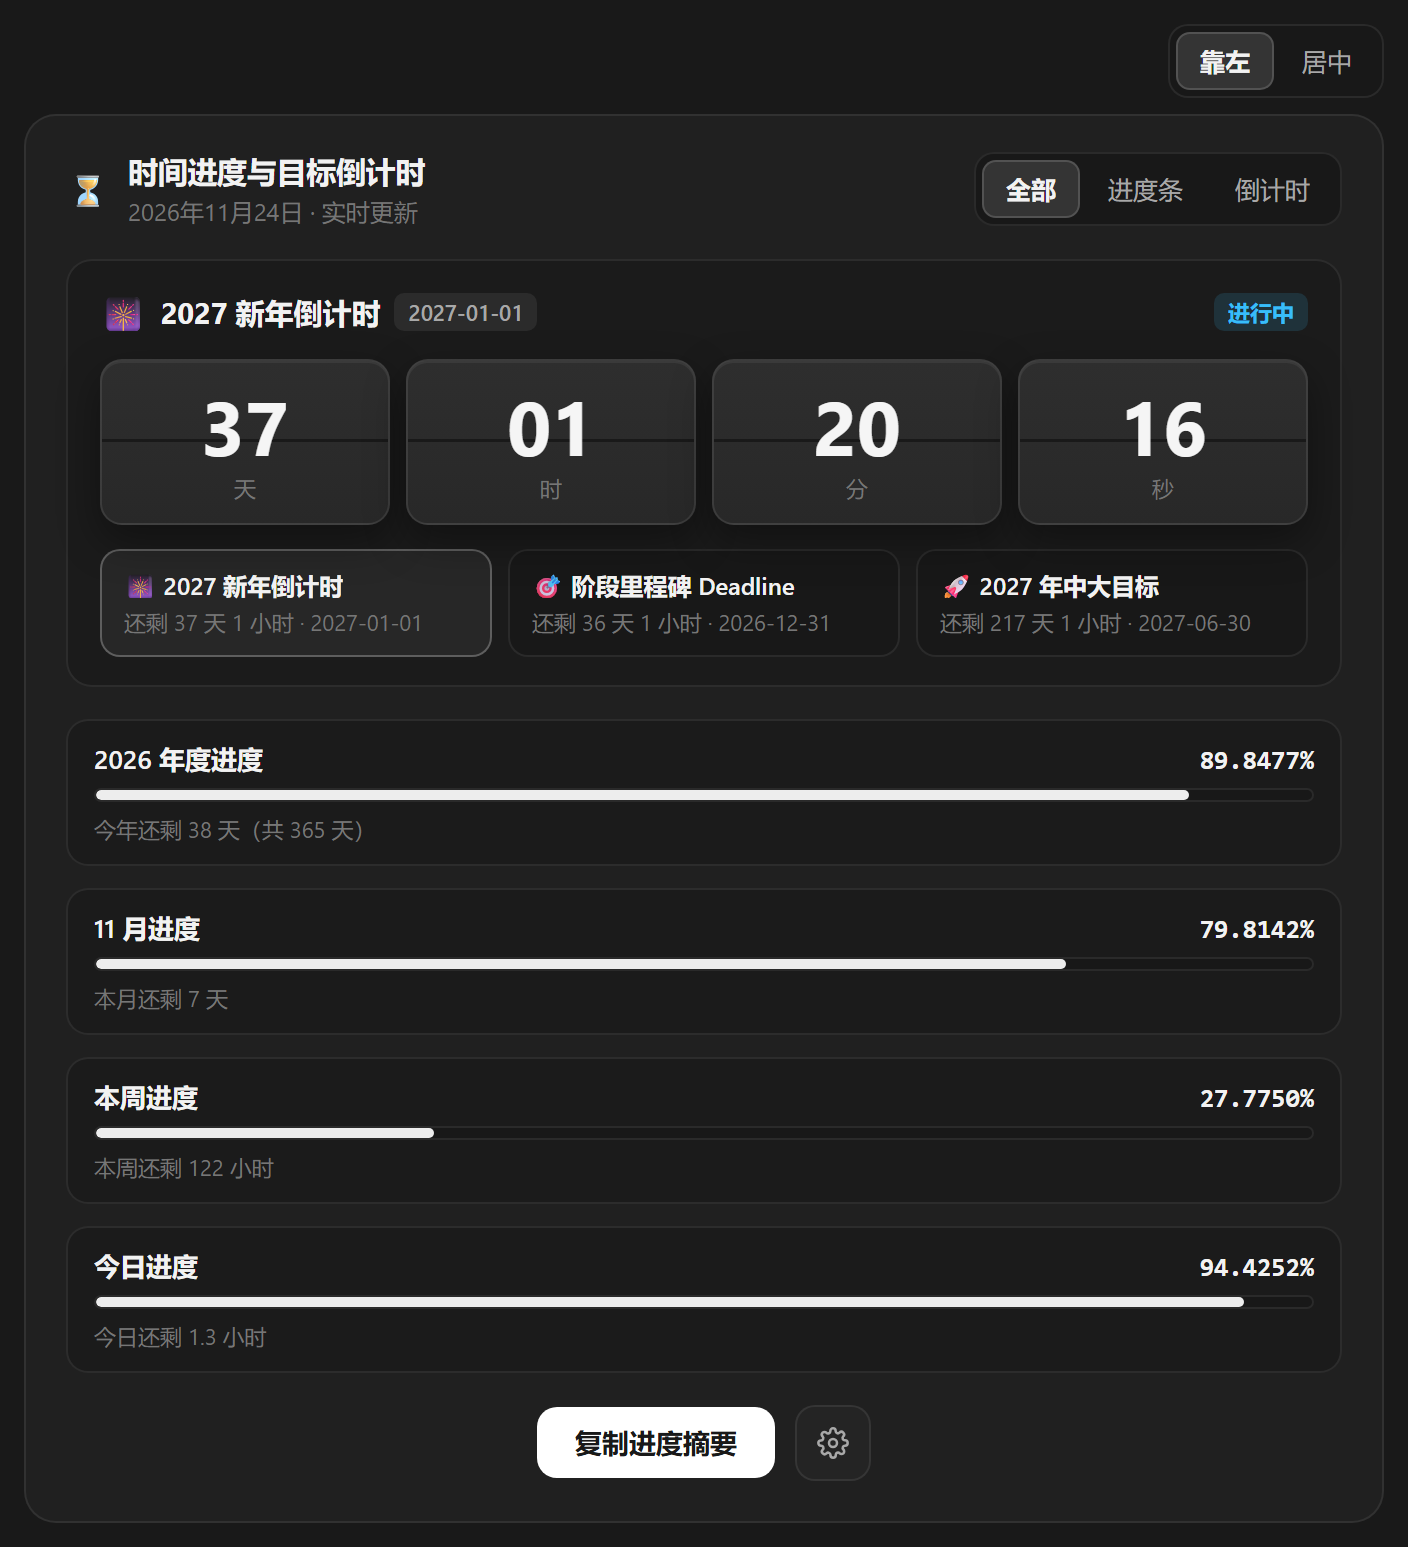 靠左 居中
时间进度与目标倒计时
2026年11月24日 · 实时更新
全部 进度条 倒计时
2027 新年倒计时 2027-01-01 进行中
37 01 20 16
天 时 分 秒
2027 新年倒计时
还剩 37 天 1 小时 · 2027-01-01
阶段里程碑 Deadline
还剩 36 天 1 小时 · 2026-12-31
2027 年中大目标
还剩 217 天 1 小时 · 2027-06-30
2026 年度进度 89.8477%
今年还剩 38 天（共 365 天）
11 月进度 79.8142%
本月还剩 7 天
本周进度 27.7750%
本周还剩 122 小时
今日进度 94.4252%
今日还剩 1.3 小时
复制进度摘要